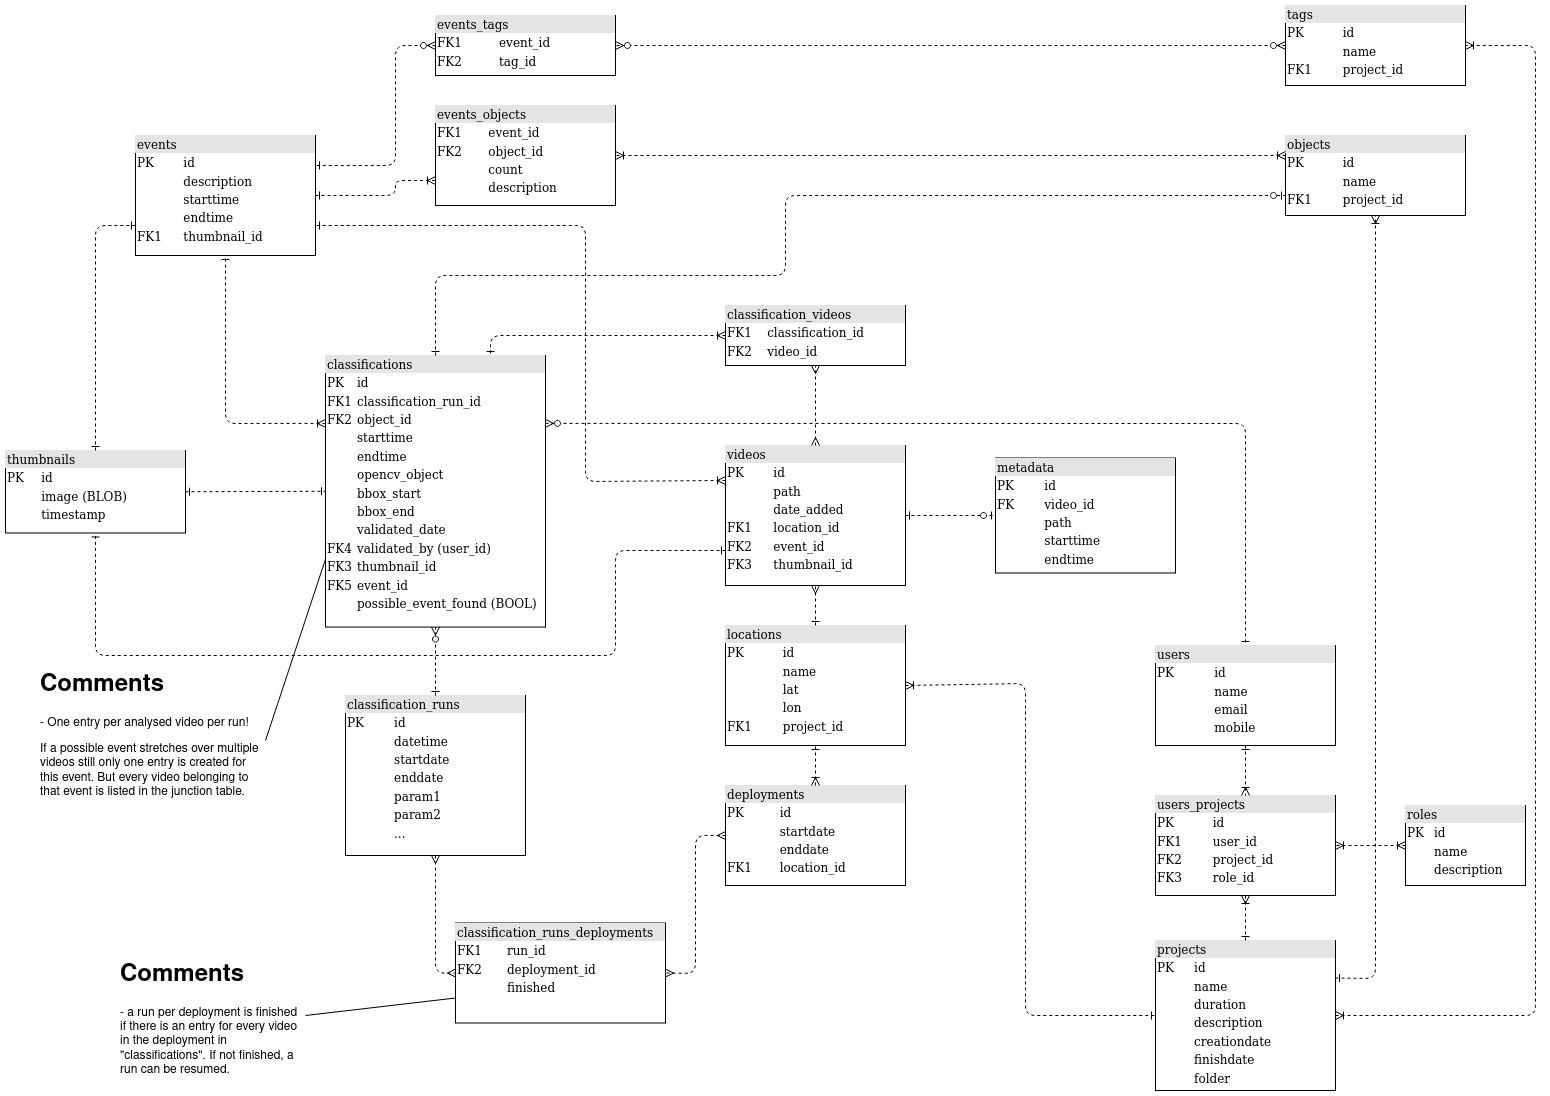 events_tags
FK1 event_id
FK2 tag_id
tags
PK id
name
FK1 project_id
events_objects
FK1 event_id
FK2 object_id
count
description
events
PK id
description
starttime
endtime
FK1 thumbnail_id
objects
PK id
name
FK1 project_id
classification_videos
FK1 classification_id
FK2 video_id
classifications
PK id
FK1 classification_run_id
FK2 object_id
starttime
endtime
opencv_object
bbox_start
bbox_end
validated_date
FK4 validated_by (user_id)
FK3 thumbnail_id
FK5 event_id
possible_event_found (BOOL)
thumbnails
PK id
image (BLOB)
timestamp
videos
PK id
path
date_added
FK1 location_id
FK2 event_id
FK3 thumbnail_id
metadata
PK id
FK video_id
path
starttime
endtime
locations
PK id
name
lat
lon
FK1 project_id
users
PK id
name
email
mobile
Comments
- One entry per analysed video per run!
If a possible event stretches over multiple
videos still only one entry is created for
this event. But every video belonging to
that event is listed in the junction table.
classification_runs
PK id
datetime
startdate
enddate
param1
param2
...
deployments
PK id
startdate
enddate
FK1 location_id
users_projects
PK id
FK1 user_id
FK2 project_id
FK3 role_id
roles
PK id
name
description
classification_runs_deployments
FK1 run_id
FK2 deployment_id
finished
projects
PK id
name
duration
description
creationdate
finishdate
folder
Comments
- a run per deployment is finished
if there is an entry for every video
in the deployment in
"classifications". If not finished, a
run can be resumed.